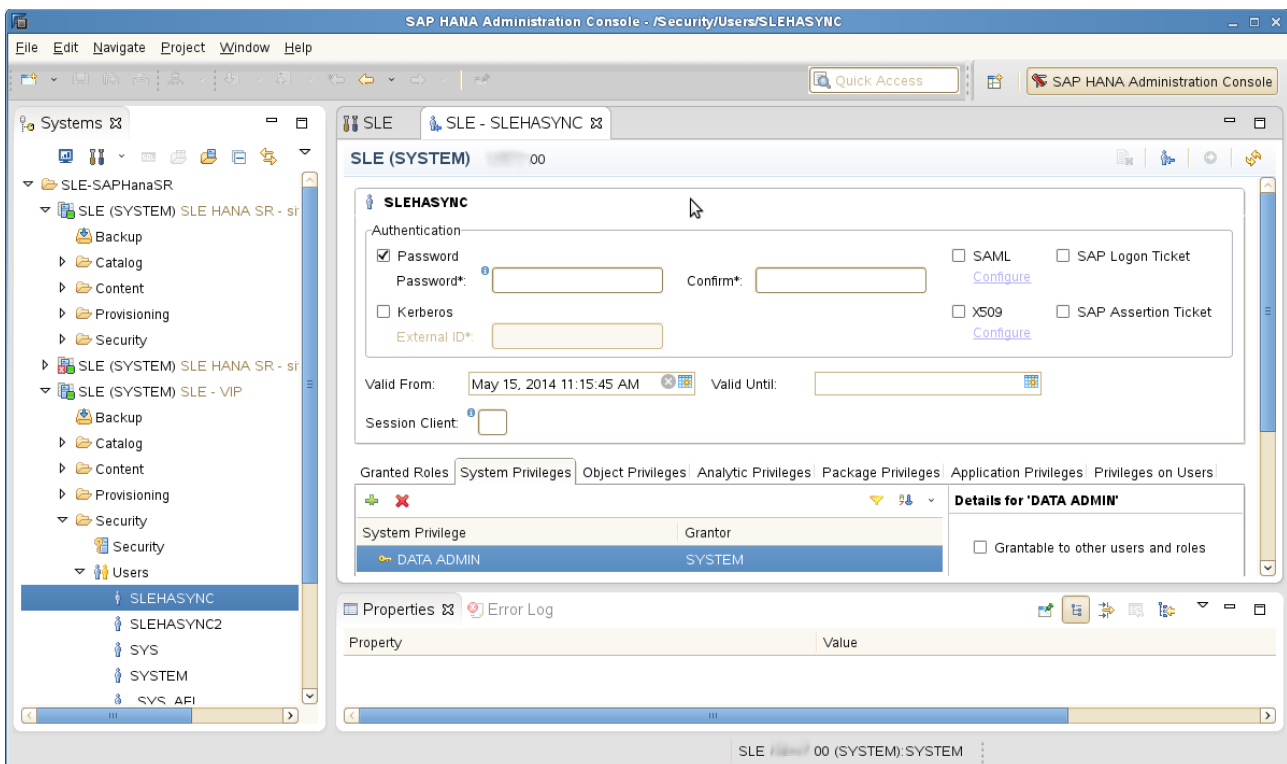 SAP HANA Administration Console - /Security/Users/SLEHASYNC
File Edit Navigate Project Window Help
Quick Access
SAP HANA Administration Console
Systems
SLE-SAPHanaSR
SLE (SYSTEM) SLE HANA SR - si
Backup
Catalog
Content
Provisioning
Security
SLE (SYSTEM) SLE HANA SR - si
SLE (SYSTEM) SLE - VIP
Backup
Catalog
Content
Provisioning
Security
Security
Users
SLEHASYNC
SLEHASYNC2
SYS
SYSTEM
_SYS_AFL
SLE
SLE - SLEHASYNC
SLE (SYSTEM) 00
SLEHASYNC
Authentication
Password
Password*:
Confirm*:
SAML
Configure
SAP Logon Ticket
Kerberos
External ID*:
X509
Configure
SAP Assertion Ticket
Valid From: May 15, 2014 11:15:45 AM Valid Until:
Session Client:
Granted Roles System Privileges Object Privileges Analytic Privileges Package Privileges Application Privileges Privileges on Users
Details for 'DATA ADMIN'
System Privilege Grantor
DATA ADMIN SYSTEM
Grantable to other users and roles
Properties Error Log
Property Value
SLE 00 (SYSTEM):SYSTEM